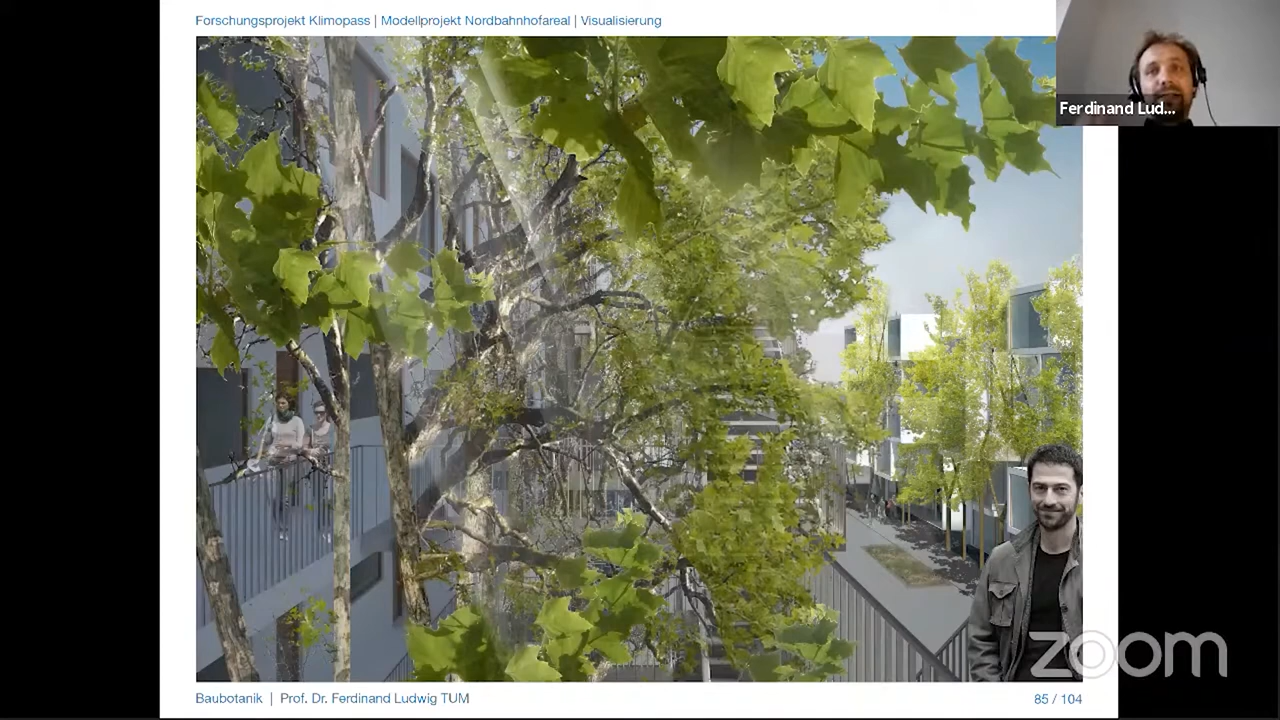 Forschungsprojekt Klimopass | Modellprojekt Nordbahnhofareal | Visualisierung
Ferdinand Lud...
zoom
Baubotanik | Prof. Dr. Ferdinand Ludwig TUM
85 / 104